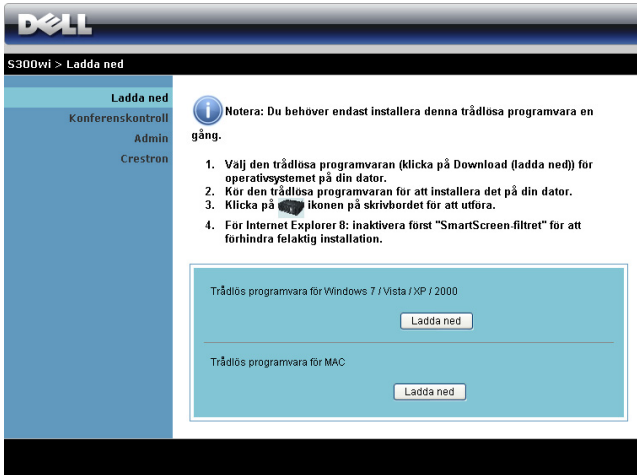 DELL
S300wi > Ladda ned
Ladda ned
Konferenskontroll
Admin
Crestron
Notera: Du behöver endast installera denna trådlösa programvara en
gång.
1. Välj den trådlösa programvaran (klicka på Download (ladda ned)) för
operativsystemet på din dator.
2. Kör den trådlösa programvaran för att installera det på din dator.
3. Klicka på ikonen på skrivbordet för att utföra.
4. För Internet Explorer 8: inaktivera först "SmartScreen-filtret" för att
förhindra felaktig installation.
Trådlös programvara för Windows 7 / Vista / XP / 2000
Ladda ned
Trådlös programvara för MAC
Ladda ned